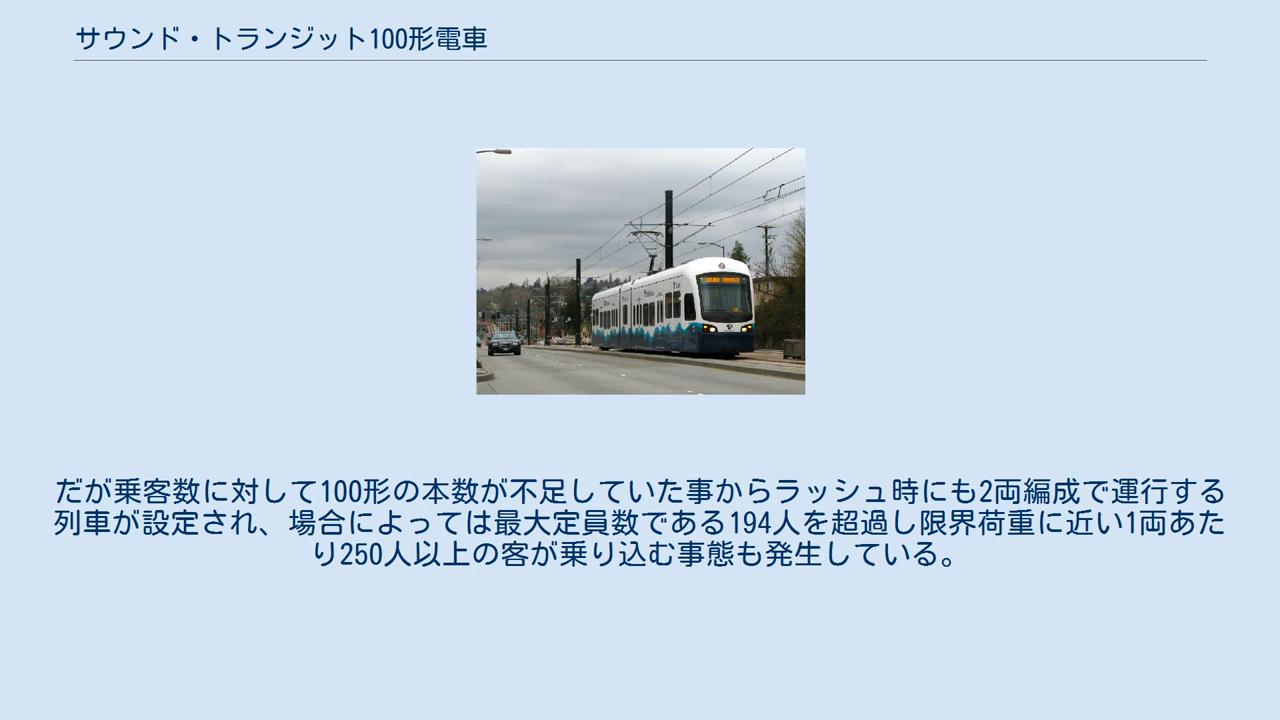 サウンド・トランジット100形電車
だが乗客数に対して100形の本数が不足していた事からラッシュ時にも2両編成で運行する
列車が設定され、場合によっては最大定員数である194人を超過し限界荷重に近い1両あた
り250人以上の客が乗り込む事態も発生している。